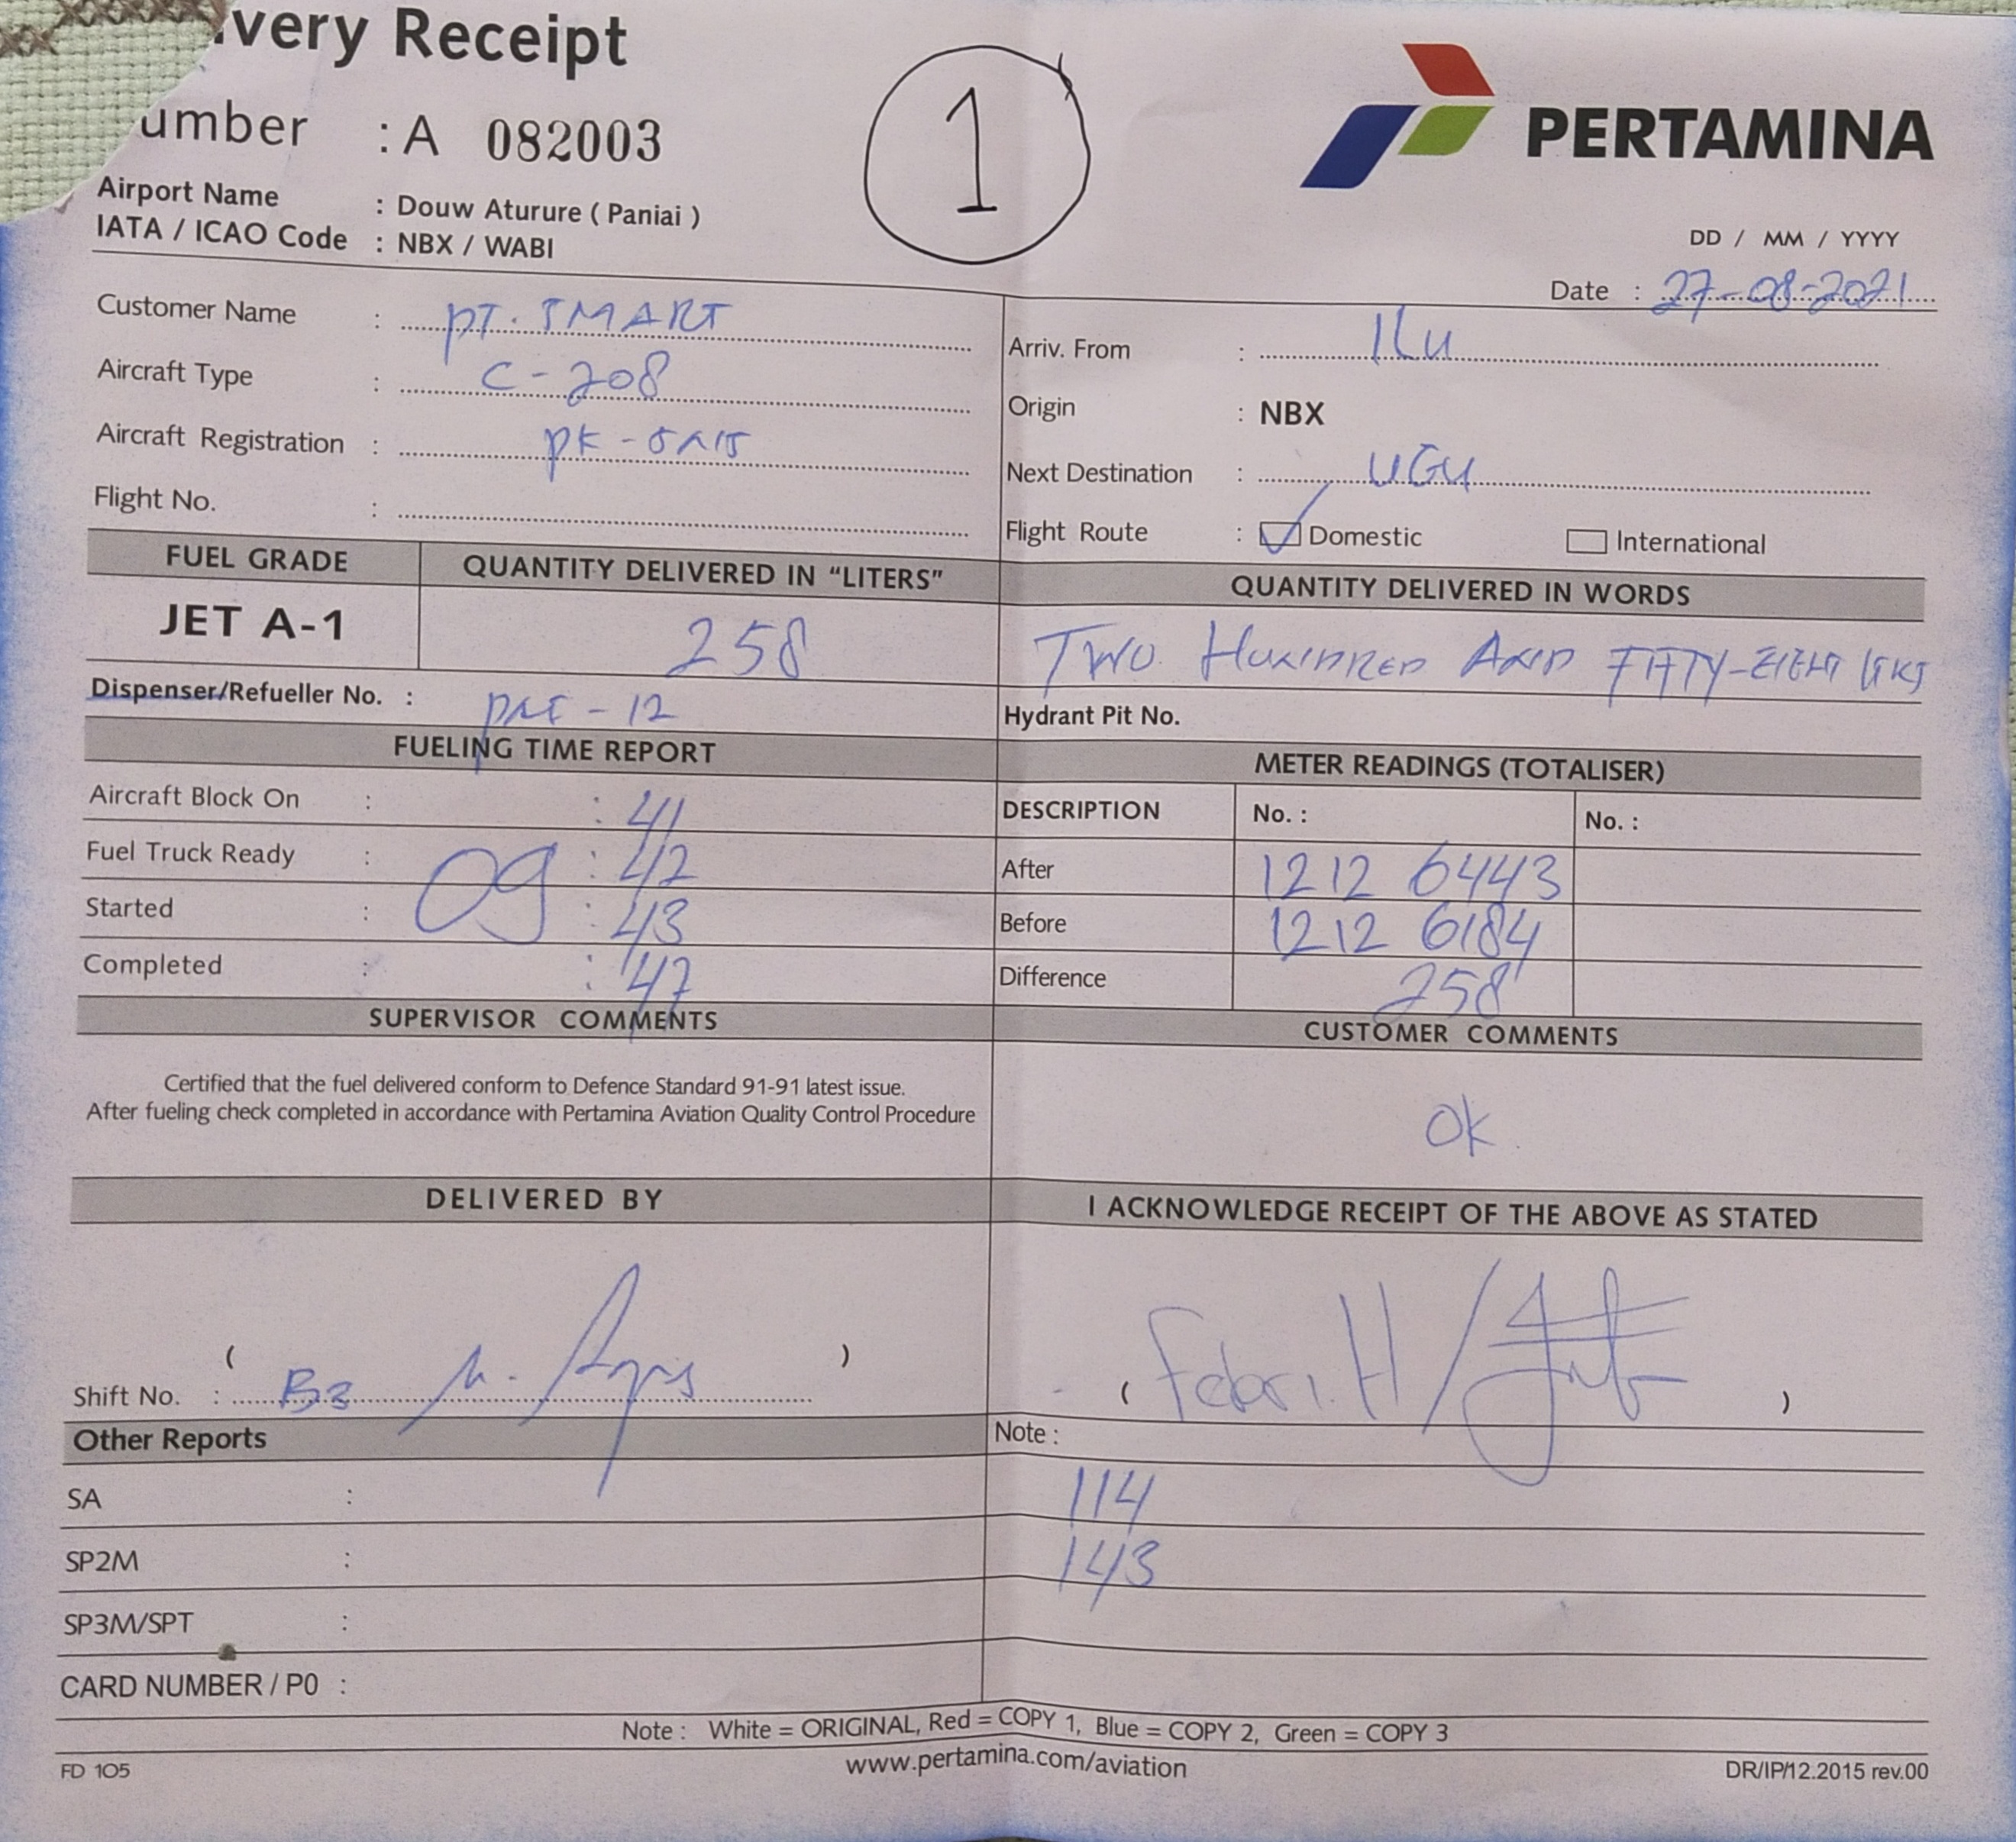 ivery Receipt
1
PERTAMINA
umber : A 082003
Airport Name : Douw Aturure ( Paniai )
IATA / ICAO Code : NBX / WABI
DD / MM / YYYY
Date : 27-08-2021
Customer Name : PT. SMART
Arriv. From : ILU
Aircraft Type : C-208
Origin : NBX
Aircraft Registration : PK-
Next Destination : UGU
Flight No. :
Flight Route : Domestic International
FUEL GRADE QUANTITY DELIVERED IN “LITERS” QUANTITY DELIVERED IN WORDS
JET A-1 258 TWO HUNDRED AND FIFTY-EIGHT
Dispenser/Refueller No. : -12 Hydrant Pit No.
FUELING TIME REPORT METER READINGS (TOTALISER)
Aircraft Block On : : 41 DESCRIPTION No. : No. :
Fuel Truck Ready : 09 : 42 After 1212 6443
Started : : 43 Before 1212 6184
Completed : : 47 Difference 258
SUPERVISOR COMMENTS CUSTOMER COMMENTS
Certified that the fuel delivered conform to Defence Standard 91-91 latest issue.
After fueling check completed in accordance with Pertamina Aviation Quality Control Procedure
OK
DELIVERED BY I ACKNOWLEDGE RECEIPT OF THE ABOVE AS STATED
( ) ( Febri.H / )
Shift No. : B3 M. Agus
Other Reports Note :
SA : 114
SP2M : 143
SP3M/SPT :
CARD NUMBER / P0 :
Note : White = ORIGINAL, Red = COPY 1, Blue = COPY 2, Green = COPY 3
FD 105 www.pertamina.com/aviation DR/IP/12.2015 rev.00